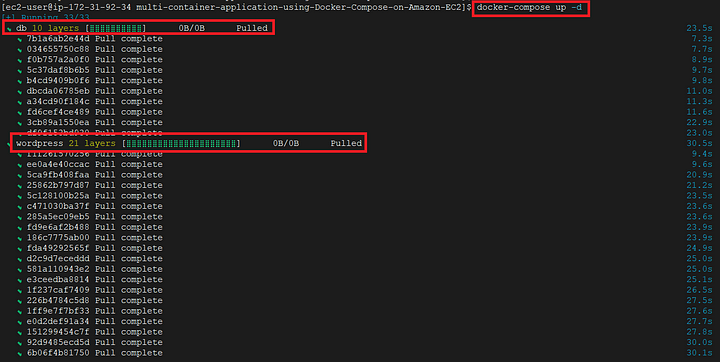 [ec2-user@ip-172-31-92-34 multi-container-application-using-Docker-Compose-on-Amazon-EC2]$ docker-compose up -d
[+] Running 33/33
✔ db 10 layers [⣿⣿⣿⣿⣿⣿⣿⣿⣿⣿] 0B/0B Pulled 23.5s
✔ 7b1a6ab2e44d Pull complete 7.3s
✔ 034655750c88 Pull complete 7.7s
✔ f0b757a2a0f0 Pull complete 8.9s
✔ 5c37daf8b6b5 Pull complete 9.7s
✔ b4cd9409b0f6 Pull complete 9.8s
✔ dbcda06785eb Pull complete 11.0s
✔ a34cd90f184c Pull complete 11.3s
✔ fd6cef4ce489 Pull complete 11.6s
✔ 3cb89a1550ea Pull complete 22.9s
✔ df9f153bd930 Pull complete 23.0s
✔ wordpress 21 layers [⣿⣿⣿⣿⣿⣿⣿⣿⣿⣿⣿⣿⣿⣿⣿⣿⣿⣿⣿⣿⣿] 0B/0B Pulled 30.5s
✔ Pull complete 9.4s
✔ ee0a4e40ccac Pull complete 9.6s
✔ 5ca9fb408faa Pull complete 20.9s
✔ 25862b797d87 Pull complete 21.2s
✔ 5c128100b25a Pull complete 23.5s
✔ c471030ba37f Pull complete 23.6s
✔ 285a5ec09eb5 Pull complete 23.6s
✔ fd9e6af2b488 Pull complete 23.9s
✔ 186c7775ab00 Pull complete 23.9s
✔ fda49292565f Pull complete 24.9s
✔ d2c9d7eceddd Pull complete 25.0s
✔ 581a110943e2 Pull complete 25.0s
✔ e3ceedba8814 Pull complete 25.1s
✔ 1f237caf7409 Pull complete 26.5s
✔ 226b4784c5d8 Pull complete 27.5s
✔ 1ff9e7f7bf33 Pull complete 27.6s
✔ e0d2def91a34 Pull complete 27.7s
✔ 151299454c7f Pull complete 27.8s
✔ 92d9485ecd5d Pull complete 30.0s
✔ 6b06f4b81750 Pull complete 30.1s